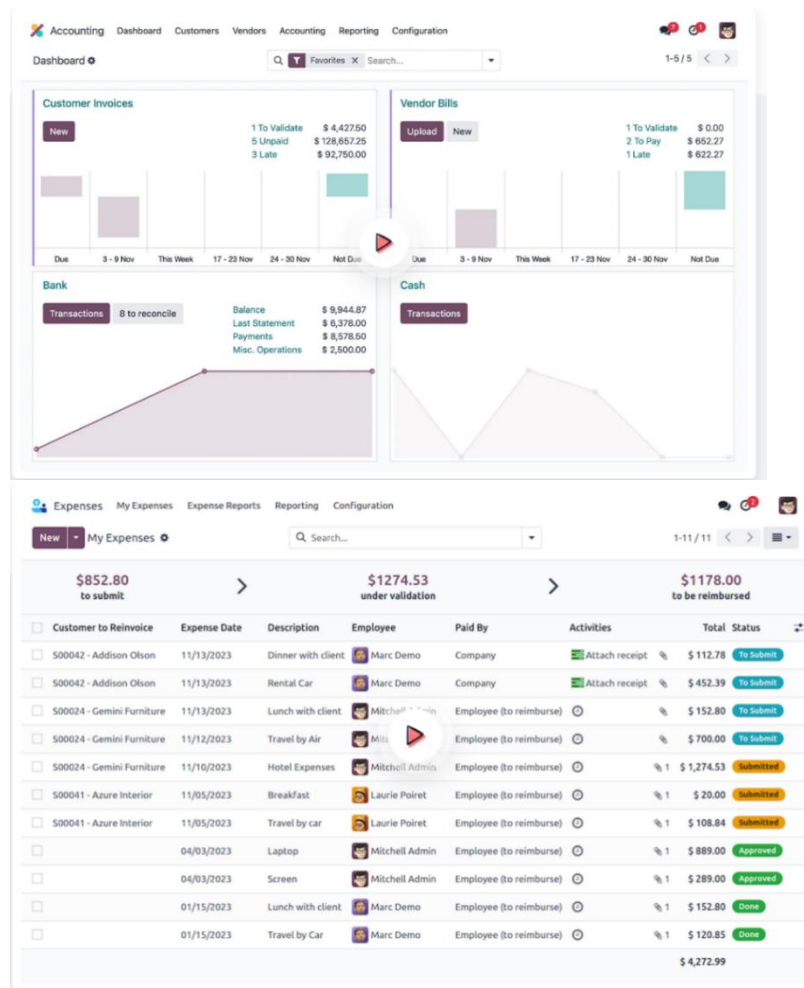 Accounting Dashboard Customers Vendors Accounting Reporting Configuration 7 1
Dashboard Favorites X Search... 1-5 / 5
Customer Invoices
New
1 To Validate $ 4,427.50
5 Unpaid $ 128,657.25
3 Late $ 92,750.00
Due 3 - 9 Nov This Week 17 - 23 Nov 24 - 30 Nov Not Due
Vendor Bills
Upload New
1 To Validate $ 0.00
2 To Pay $ 652.27
1 Late $ 622.27
Due 3 - 9 Nov This Week 17 - 23 Nov 24 - 30 Nov Not Due
Bank
Transactions 8 to reconcile
Balance $ 9,944.87
Last Statement $ 6,378.00
Payments $ 8,578.50
Misc. Operations $ 2,500.00
Cash
Transactions
Expenses My Expenses Expense Reports Reporting Configuration 2
New My Expenses Search... 1-11 / 11
$852.80 $1274.53 $1178.00
to submit under validation to be reimbursed
Customer to Reinvoice Expense Date Description Employee Paid By Activities Total Status
S00042 - Addison Olson 11/13/2023 Dinner with client Marc Demo Company Attach receipt $ 112.78 To Submit
S00042 - Addison Olson 11/13/2023 Rental Car Marc Demo Company Attach receipt $ 452.39 To Submit
S00024 - Gemini Furniture 11/13/2023 Lunch with client Employee (to reimburse) $ 152.80 To Submit
S00024 - Gemini Furniture 11/12/2023 Travel by Air Employee (to reimburse) $ 700.00 To Submit
S00024 - Gemini Furniture 11/10/2023 Hotel Expenses Mitchell Admin Employee (to reimburse) 1 $ 1,274.53 Submitted
S00041 - Azure Interior 11/05/2023 Breakfast Laurie Poiret Employee (to reimburse) 1 $ 20.00 Submitted
S00041 - Azure Interior 11/05/2023 Travel by car Laurie Poiret Employee (to reimburse) 1 $ 108.84 Submitted
04/03/2023 Laptop Mitchell Admin Employee (to reimburse) 1 $ 889.00 Approved
04/03/2023 Screen Mitchell Admin Employee (to reimburse) 1 $ 289.00 Approved
01/15/2023 Lunch with client Marc Demo Employee (to reimburse) 1 $ 152.80 Done
01/15/2023 Travel by Car Marc Demo Employee (to reimburse) 1 $ 120.85 Done
$ 4,272.99